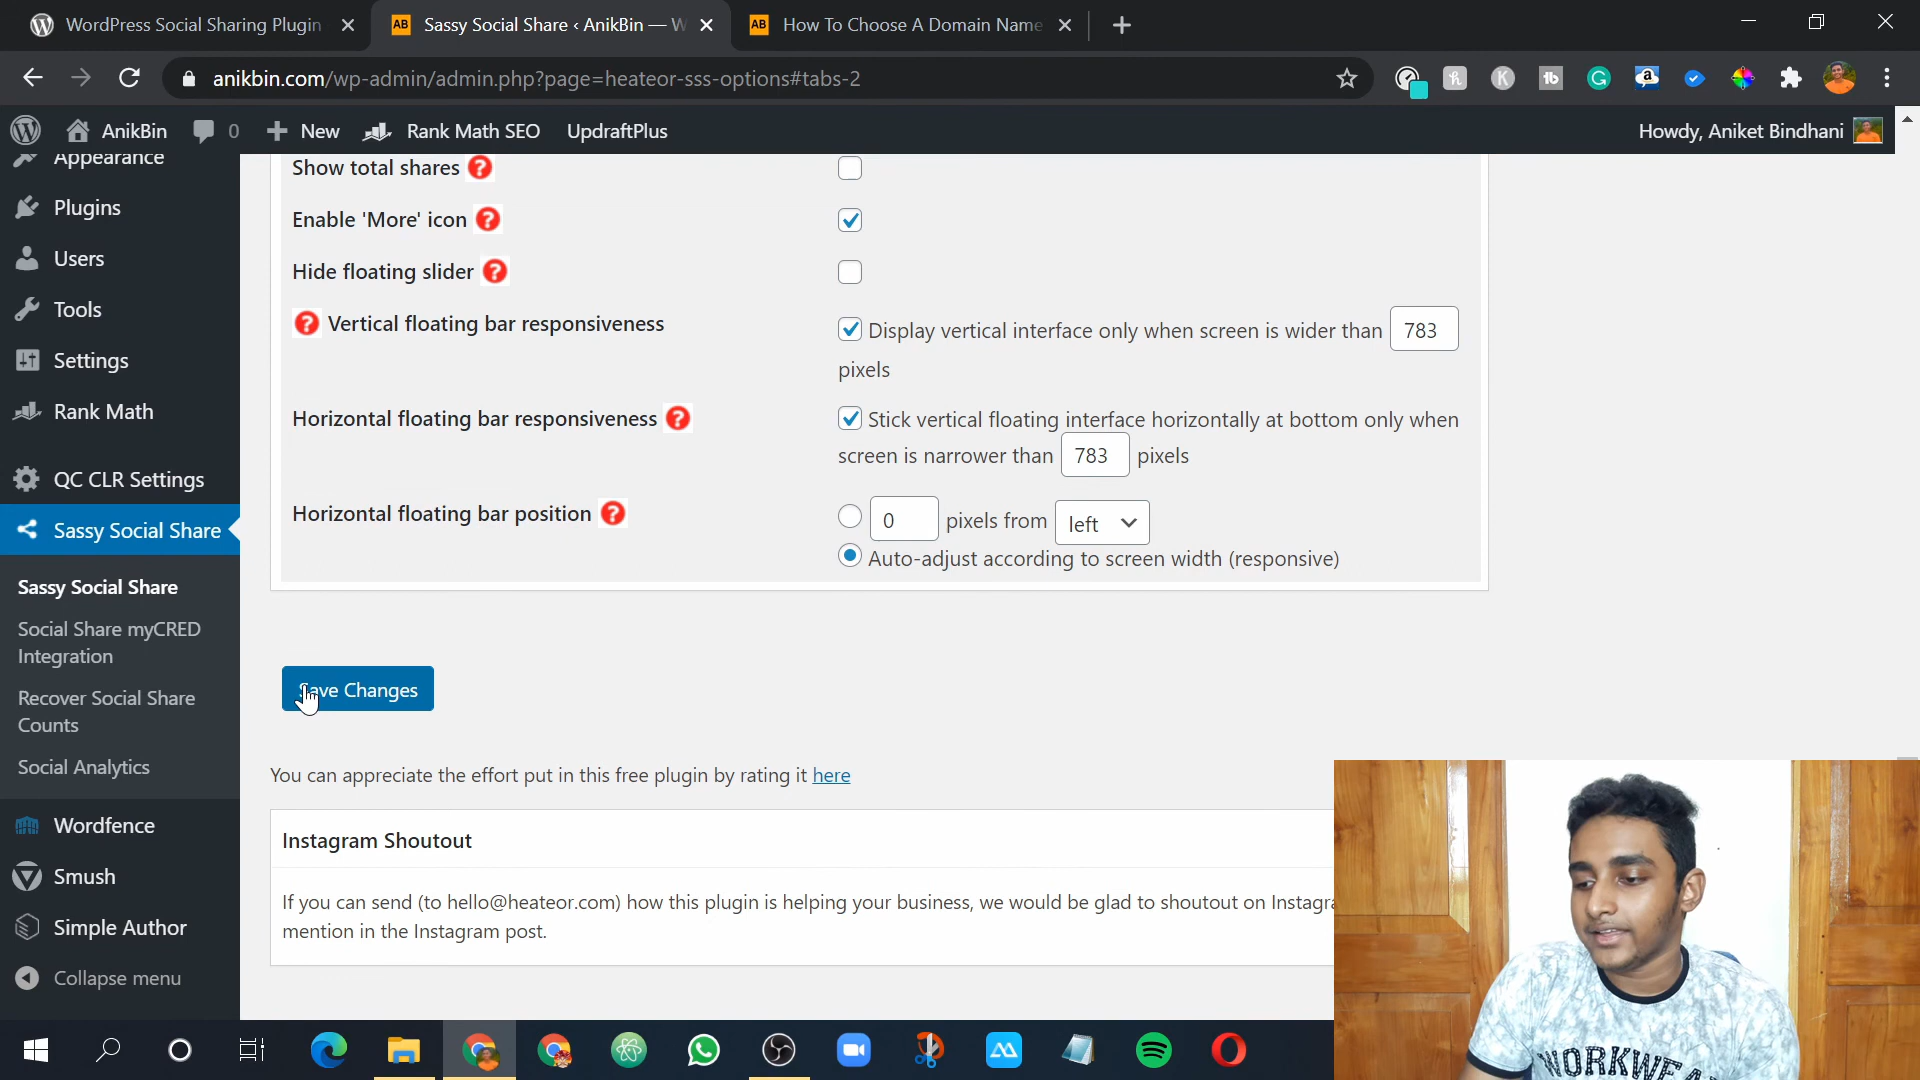 WordPress Social Sharing Plugin
Sassy Social Share ‹ AnikBin — W
How To Choose A Domain Name
anikbin.com/wp-admin/admin.php?page=heateor-sss-options#tabs-2
AnikBin 0 New Rank Math SEO UpdraftPlus Howdy, Aniket Bindhani
Appearance
Plugins
Users
Tools
Settings
Rank Math
QC CLR Settings
Sassy Social Share
Sassy Social Share
Social Share myCRED
Integration
Recover Social Share
Counts
Social Analytics
Wordfence
Smush
Simple Author
Collapse menu
Show total shares ?
Enable 'More' icon ?
Hide floating slider ?
? Vertical floating bar responsiveness
Display vertical interface only when screen is wider than 783
pixels
Horizontal floating bar responsiveness ?
Stick vertical floating interface horizontally at bottom only when
screen is narrower than 783 pixels
Horizontal floating bar position ?
0 pixels from left
Auto-adjust according to screen width (responsive)
Save Changes
You can appreciate the effort put in this free plugin by rating it here
Instagram Shoutout
If you can send (to hello@heateor.com) how this plugin is helping your business, we would be glad to shoutout on Instagra
mention in the Instagram post.
WORKWEA